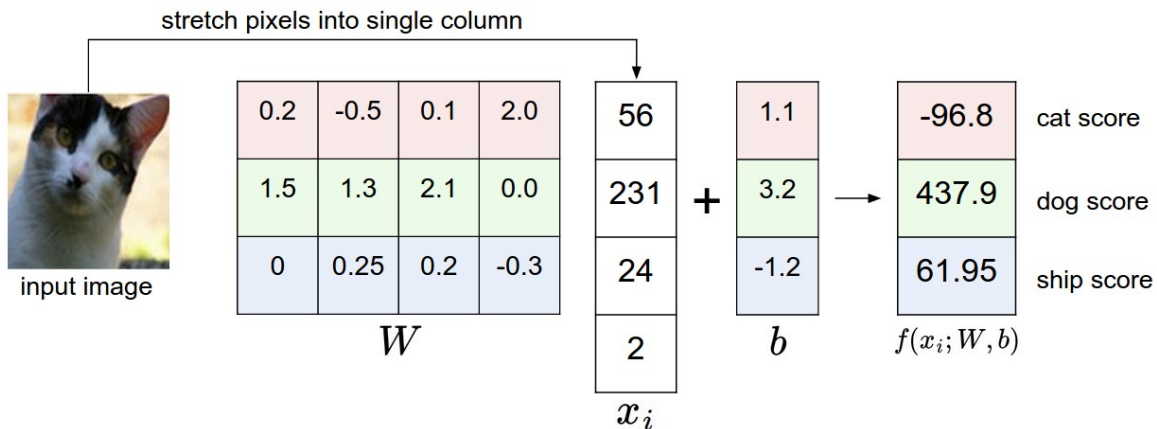 stretch pixels into single column
0.2 -0.5 0.1 2.0 56 1.1 -96.8 cat score
1.5 1.3 2.1 0.0 231 + 3.2 437.9 dog score
0 0.25 0.2 -0.3 24 -1.2 61.95 ship score
input image
2
W b f(x_i; W, b)
x_i